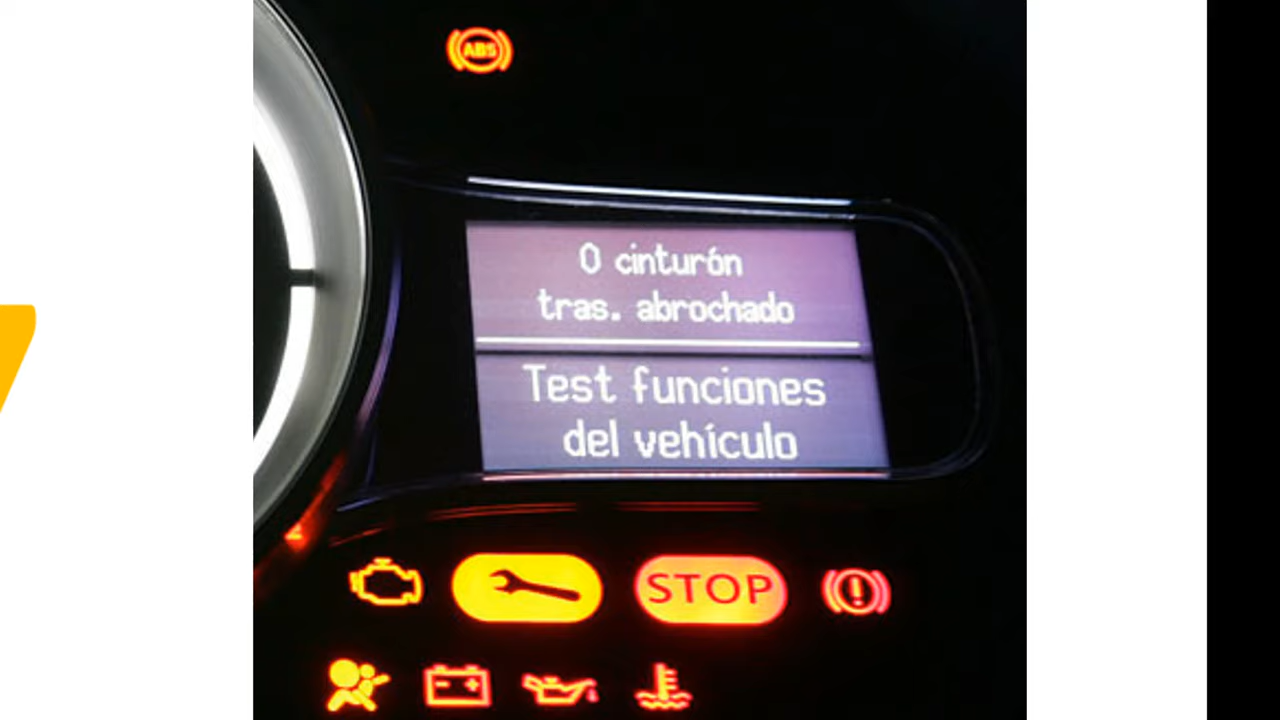 ABS
0 cinturón
tras. abrochado
Test funciones
del vehículo
STOP